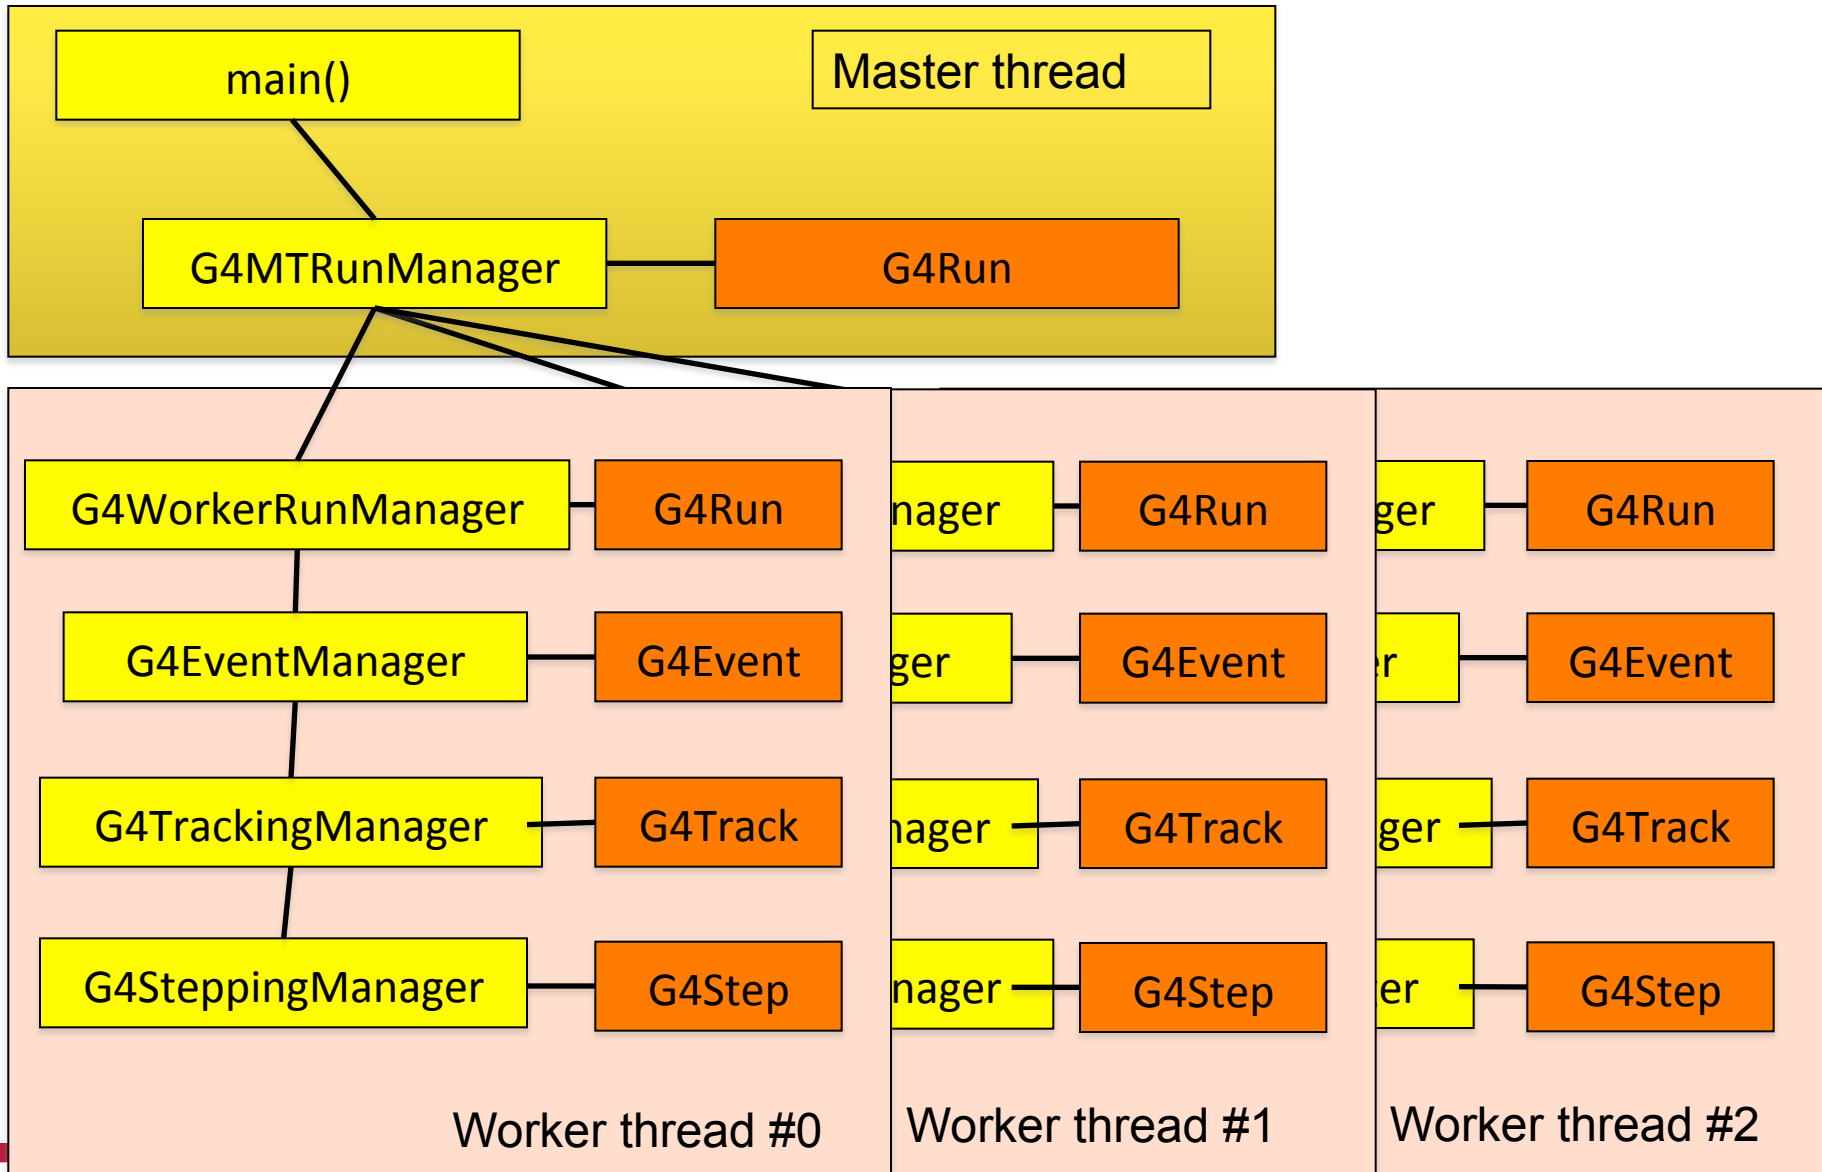 main()
Master thread
G4MTRunManager
G4Run
G4WorkerRunManager
G4Run
nager
G4Run
ger
G4Run
G4EventManager
G4Event
ger
G4Event
er
G4Event
G4TrackingManager
G4Track
nager
G4Track
ger
G4Track
G4SteppingManager
G4Step
nager
G4Step
er
G4Step
Worker thread #0
Worker thread #1
Worker thread #2